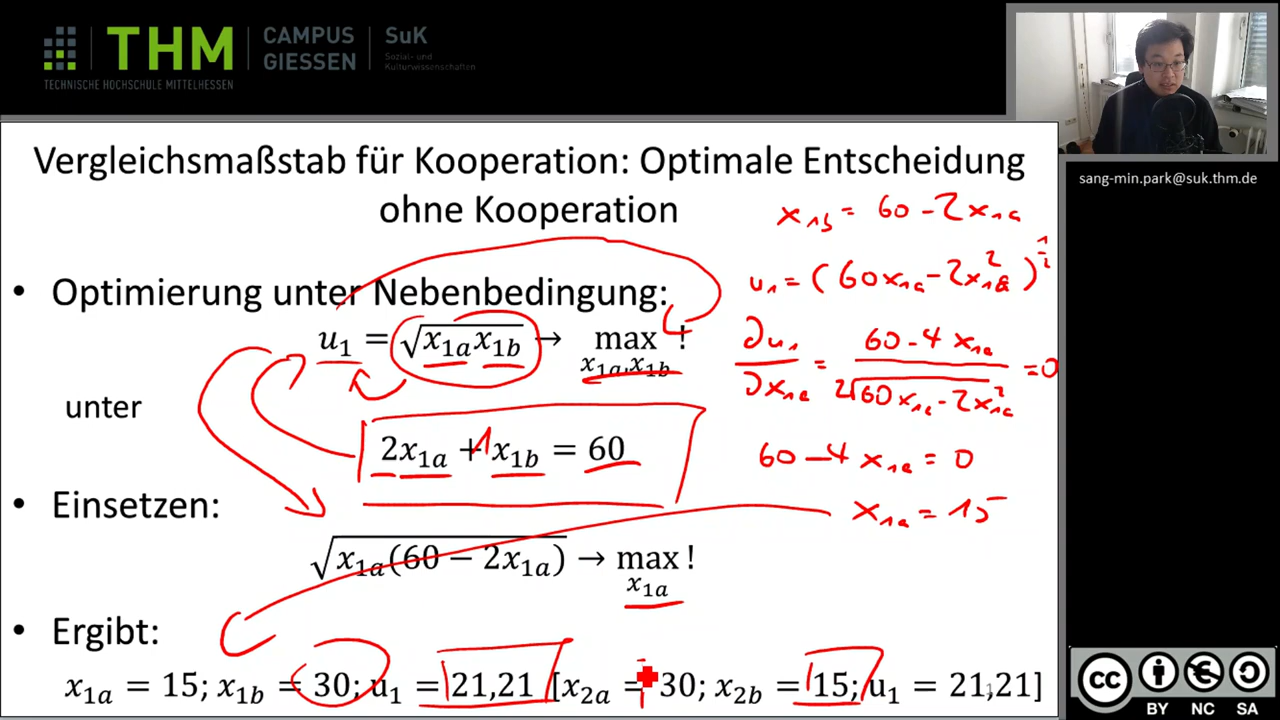 THM CAMPUS GIESSEN SuK
Sozial- und Kulturwissenschaften
TECHNISCHE HOCHSCHULE MITTELHESSEN
sang-min.park@suk.thm.de
Vergleichsmaßstab für Kooperation: Optimale Entscheidung
ohne Kooperation
x₁b = 60 - 2x₁a
• Optimierung unter Nebenbedingung:
u₁ = (60x₁a - 2x₁a²)^½
u₁ = √(x₁ax₁b) → max !
x₁a,x₁b
∂u₁/∂x₁a = (60 - 4x₁a)/(2√(60x₁a - 2x₁a²)) = 0
unter
2x₁a + 1x₁b = 60
60 - 4x₁a = 0
• Einsetzen:
x₁a = 15
√(x₁a(60 − 2x₁a)) → max !
x₁a
• Ergibt:
x₁a = 15; x₁b = 30; u₁ = 21,21 [x₂a = 30; x₂b = 15; u₁ = 21,21]
cc BY NC SA